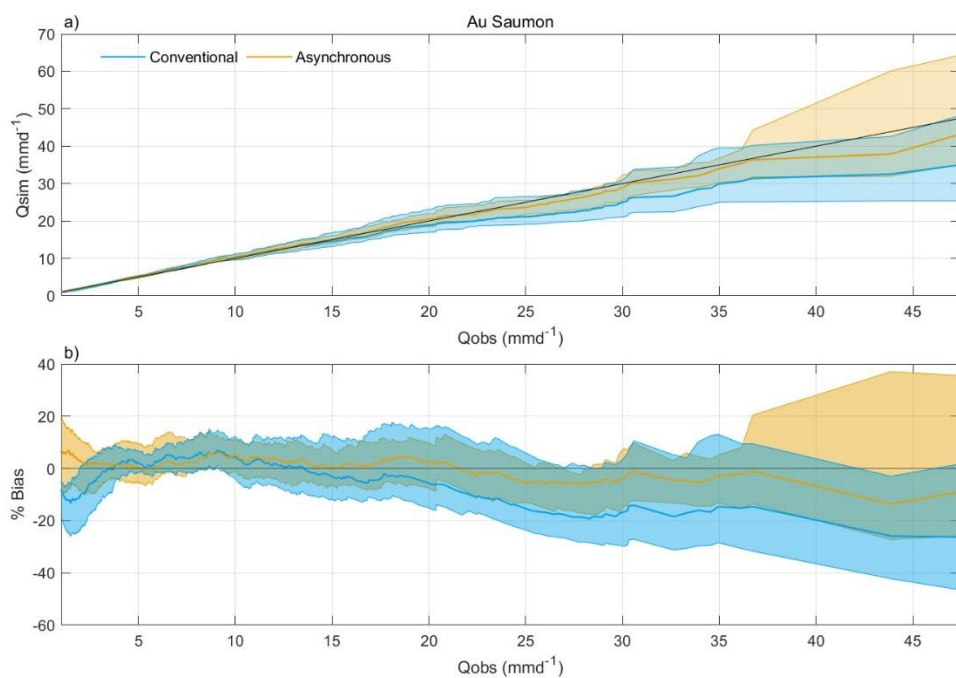 a) Au Saumon
Conventional Asynchronous
70
60
50
40
30
20
10
0
Qsim (mmd⁻¹)
5 10 15 20 25 30 35 40 45
Qobs (mmd⁻¹)
b)
40
20
0
-20
-40
-60
% Bias
5 10 15 20 25 30 35 40 45
Qobs (mmd⁻¹)